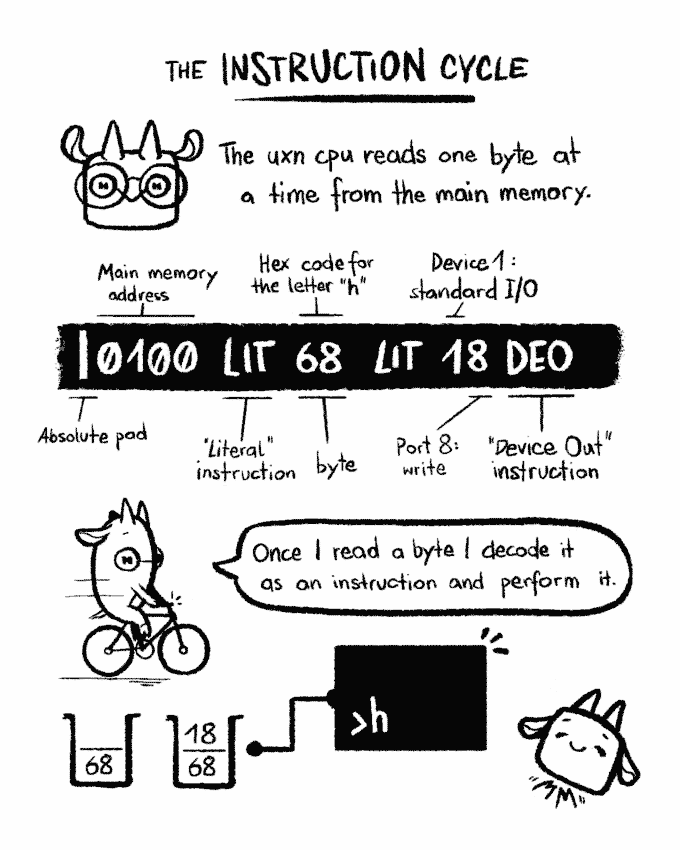 THE INSTRUCTION CYCLE
The uxn cpu reads one byte at
a time from the main memory.
Main memory
address
Hex code for
the letter "h"
Device 1:
standard I/O
|0100 LIT 68 LIT 18 DEO
Absolute pad
"Literal"
instruction
byte
Port 8:
write
"Device Out"
instruction
Once I read a byte I decode it
as an instruction and perform it.
>h
68
18
68